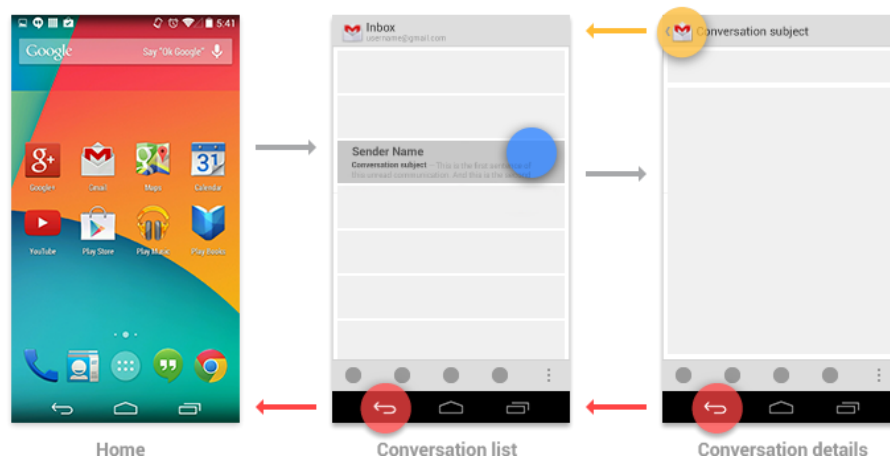 5:41
Google Say "Ok Google"
Google+ Gmail Maps Calendar
YouTube Play Store Play Music Play Books
Home
Inbox
username@gmail.com
Sender Name
Conversation subject – This is the first sentence of
this unread communication. And this is the second
Conversation list
Conversation subject
Conversation details
8+
31